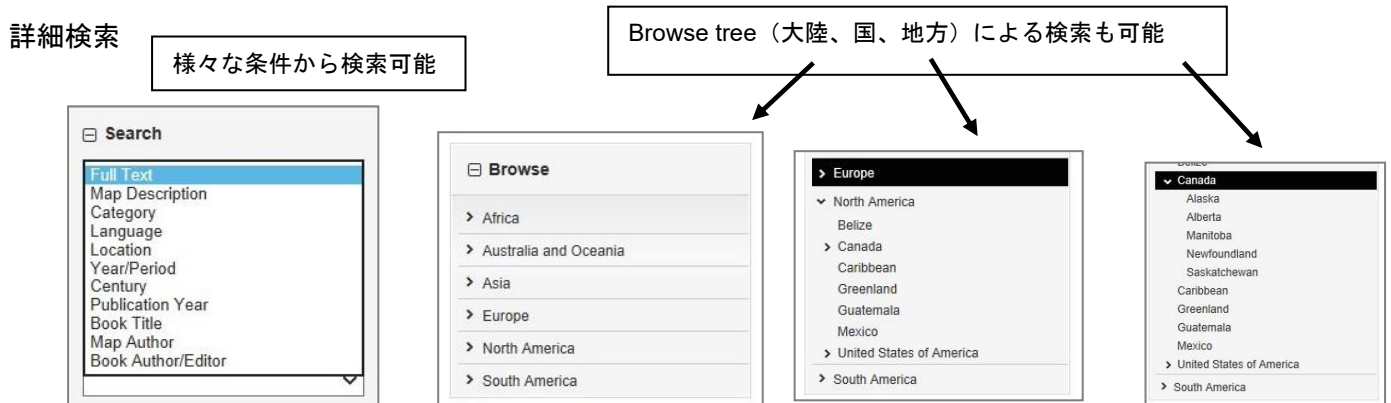 詳細検索
様々な条件から検索可能
Browse tree（大陸、国、地方）による検索も可能
Search
Full Text
Map Description
Category
Language
Location
Year/Period
Century
Publication Year
Book Title
Map Author
Book Author/Editor
Browse
Africa
Australia and Oceania
Asia
Europe
North America
South America
Europe
North America
Belize
Canada
Caribbean
Greenland
Guatemala
Mexico
United States of America
South America
Canada
Alaska
Alberta
Manitoba
Newfoundland
Saskatchewan
Caribbean
Greenland
Guatemala
Mexico
United States of America
South America